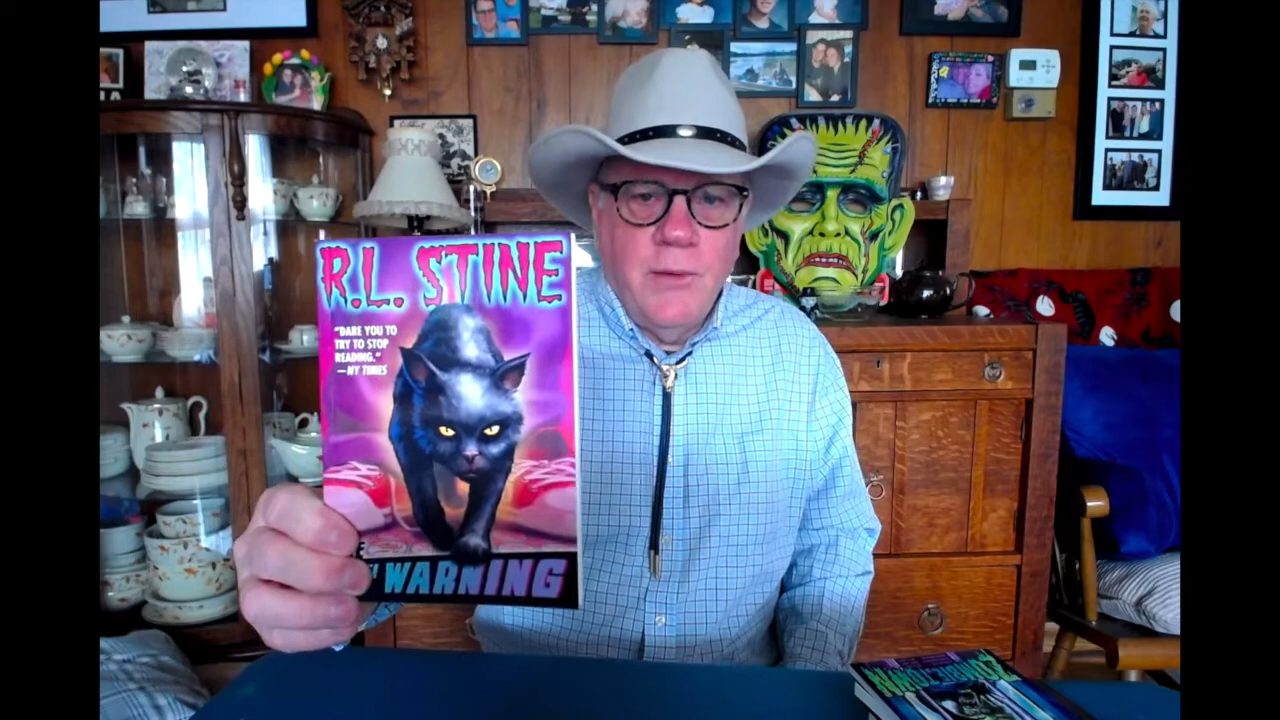 R.L. STINE
"DARE YOU TO
TRY TO STOP
READING."
—NY TIMES
WARNING